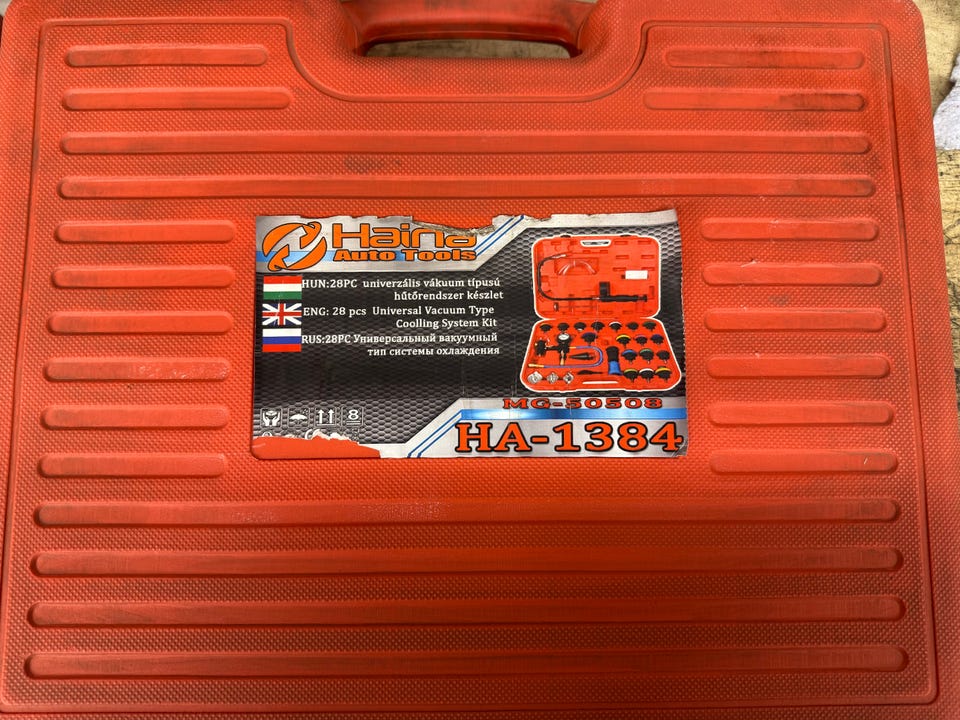 Haina
Auto Tools
HUN:28PC univerzális vákuum típusú
hűtőrendszer készlet
ENG: 28 pcs Universal Vacuum Type
Coolling System Kit
RUS:28PC Универсальный вакуумный
тип системы охлаждения
8
MG-50508
HA-1384